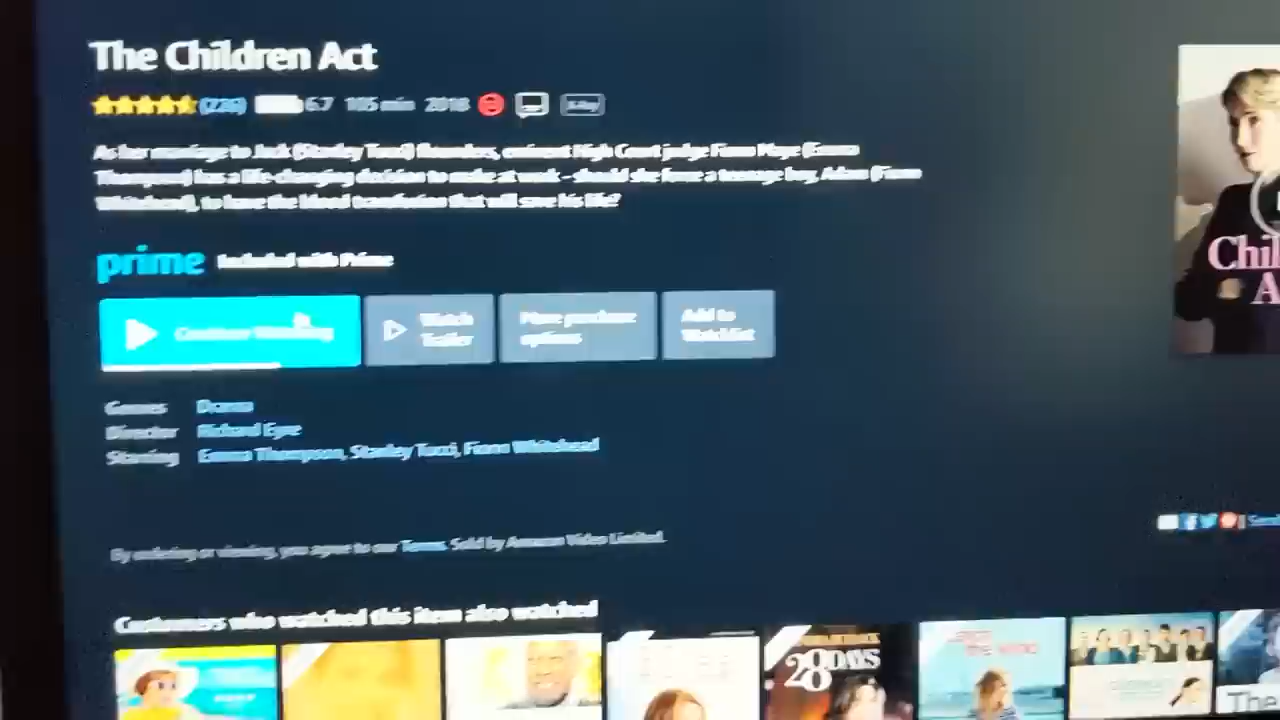 The Children Act
(236) 6.7 105 min 2018
As her marriage to Jack (Stanley Tucci) flounders, eminent High Court judge Fiona Maye (Emma
Thompson) has a life-changing decision to make at work - should she force a teenage boy, Adam (Fionn
Whitehead), to have the blood transfusion that will save his life?
prime Included with Prime
Continue Watching
Watch
Trailer
More purchase
options
Add to
Watchlist
Genres Drama
Director Richard Eyre
Starring Emma Thompson, Stanley Tucci, Fionn Whitehead
By ordering or viewing, you agree to our Terms. Sold by Amazon Video Limited.
Customers who watched this item also watched
28 DAYS
The
Chil
A